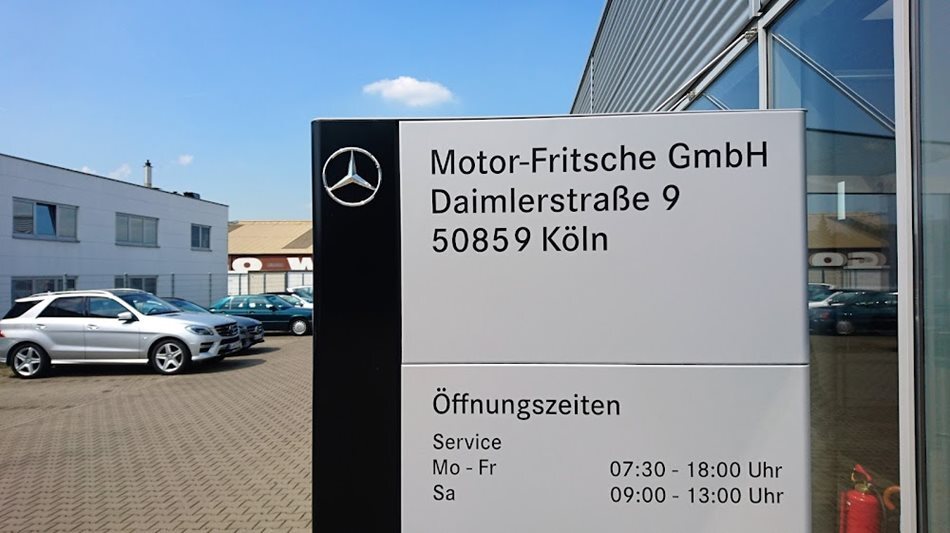 Motor-Fritsche GmbH
Daimlerstraße 9
50859 Köln
Öffnungszeiten
Service
Mo - Fr 07:30 - 18:00 Uhr
Sa 09:00 - 13:00 Uhr